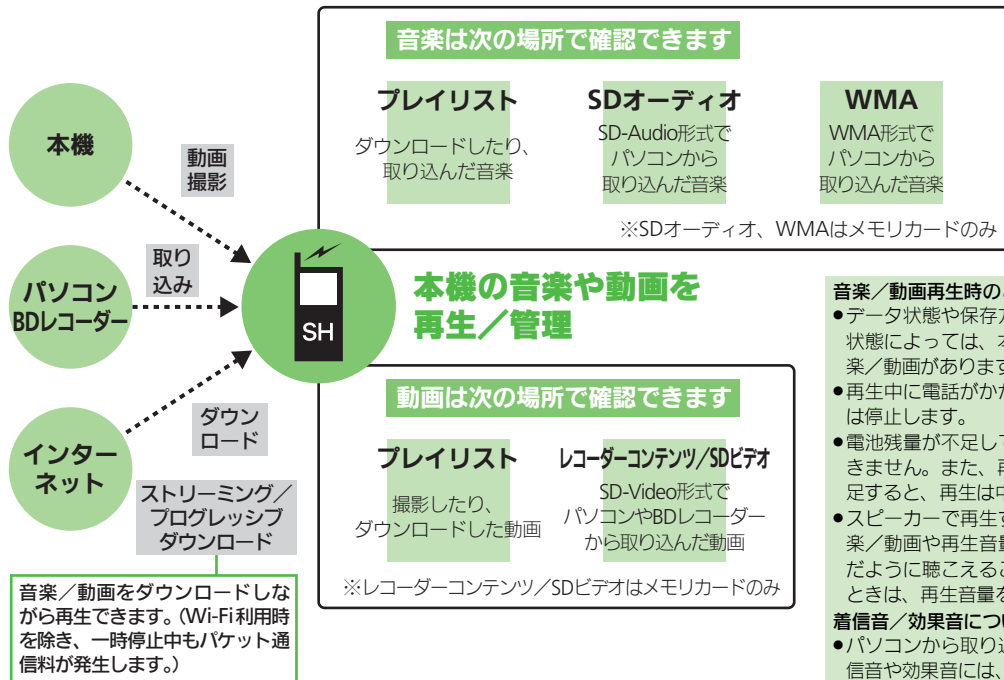 音楽は次の場所で確認できます
プレイリスト
ダウンロードしたり、
取り込んだ音楽
SDオーディオ
SD-Audio形式で
パソコンから
取り込んだ音楽
WMA
WMA形式で
パソコンから
取り込んだ音楽
※SDオーディオ、WMAはメモリカードのみ
本機
動画
撮影
パソコン
BDレコーダー
取り
込み
SH
本機の音楽や動画を
再生/管理
インター
ネット
ダウン
ロード
ストリーミング/
プログレッシブ
ダウンロード
音楽/動画をダウンロードしな
がら再生できます。(Wi-Fi利用時
を除き、一時停止中もパケット通
信料が発生します。)
動画は次の場所で確認できます
プレイリスト
撮影したり、
ダウンロードした動画
レコーダーコンテンツ/SDビデオ
SD-Video形式で
パソコンやBDレコーダー
から取り込んだ動画
※レコーダーコンテンツ/SDビデオはメモリカードのみ
音楽/動画再生時の
●データ状態や保存
状態によっては、
楽/動画があります
●再生中に電話がか
は停止します。
●電池残量が不足し
きません。また、
足すると、再生は
●スピーカーで再生
楽/動画や再生音
だように聴こえる
ときは、再生音量を
着信音/効果音につ
●パソコンから取り
信音や効果音には、